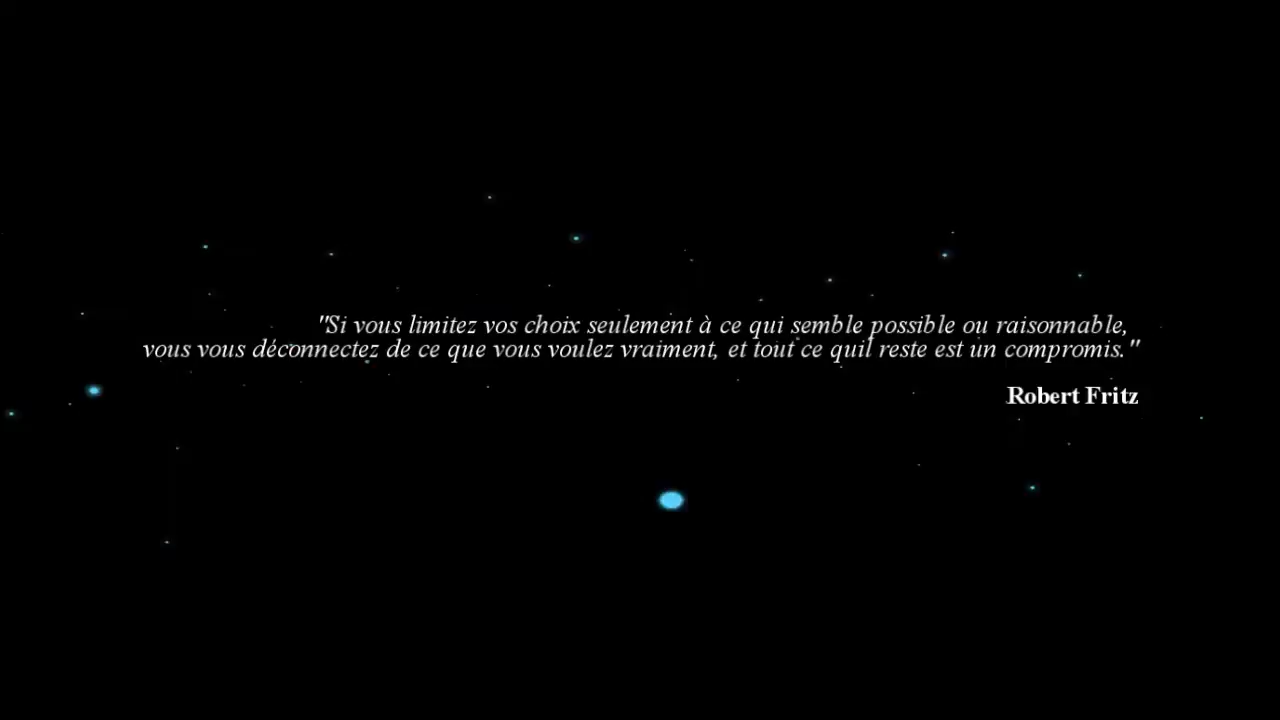 "Si vous limitez vos choix seulement à ce qui semble possible ou raisonnable,
vous vous déconnectez de ce que vous voulez vraiment, et tout ce quil reste est un compromis."
Robert Fritz